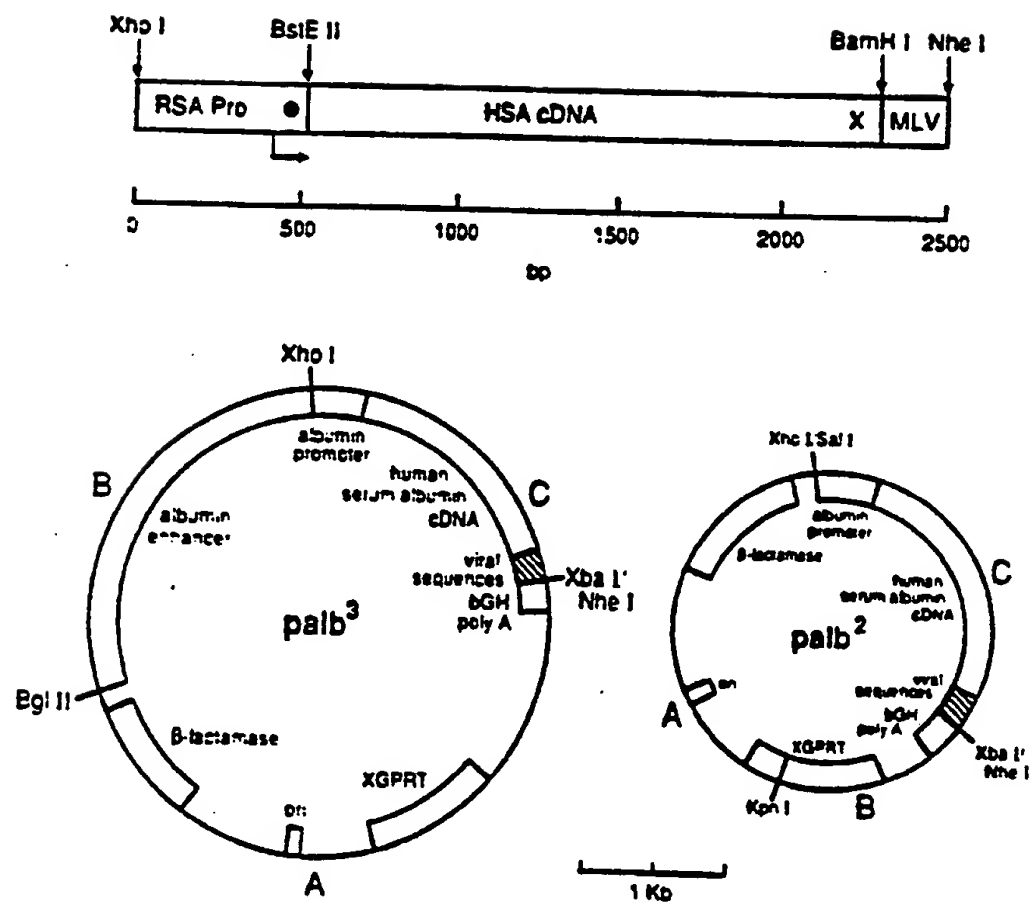 Xho I
BstE II
BamH I Nhe I
RSA Pro
HSA cDNA
X
MLV
0
500
1000
1500
2000
2500
bp
Xho I
B
albumin
promoter
human
serum albumin
cDNA
C
albumin
enhancer
viral
sequences
bGH
poly A
Xba I/
Nhe I
palb3
Bgl II
β-lactamase
XGPRT
ori
A
Xho I/Sal I
albumin
promoter
β-lactamase
human
serum albumin
cDNA
C
palb2
ori
A
viral
sequences
bGH
poly A
XGPRT
Xba I/
Nhe I
Kpn I
B
1 Kb